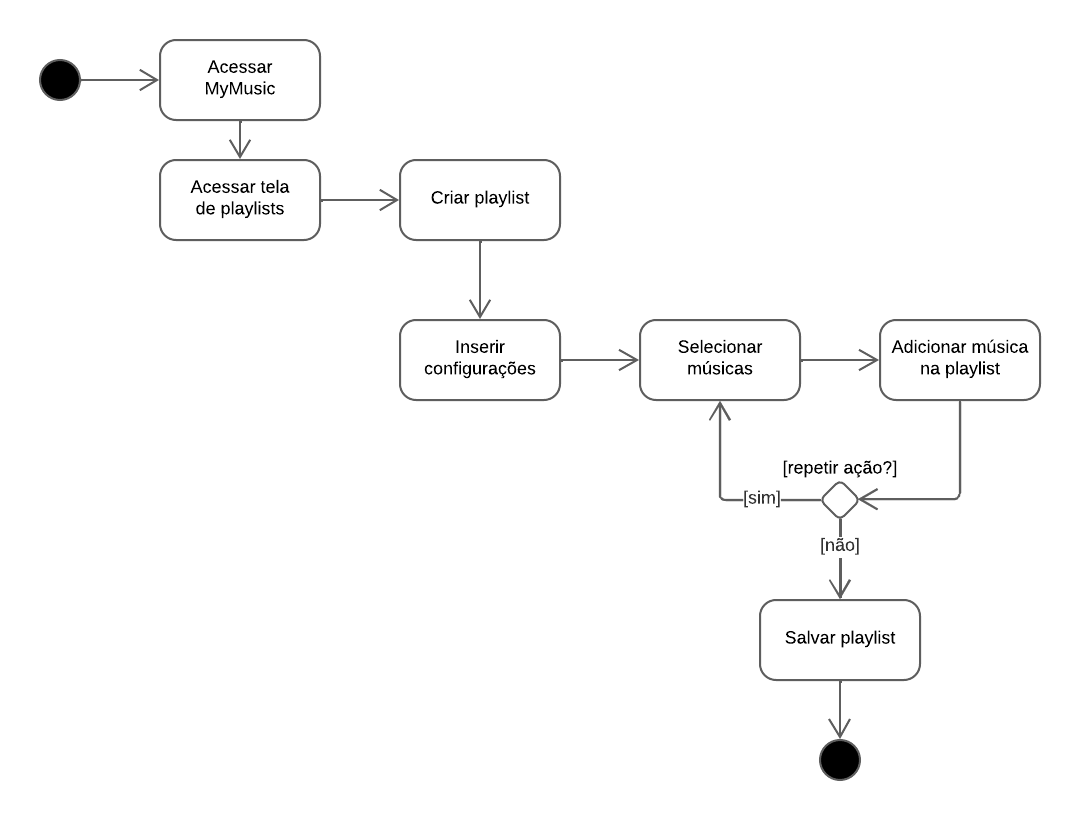 Acessar
MyMusic
Acessar tela
de playlists
Criar playlist
Inserir
configurações
Selecionar
músicas
Adicionar música
na playlist
[repetir ação?]
[sim]
[não]
Salvar playlist